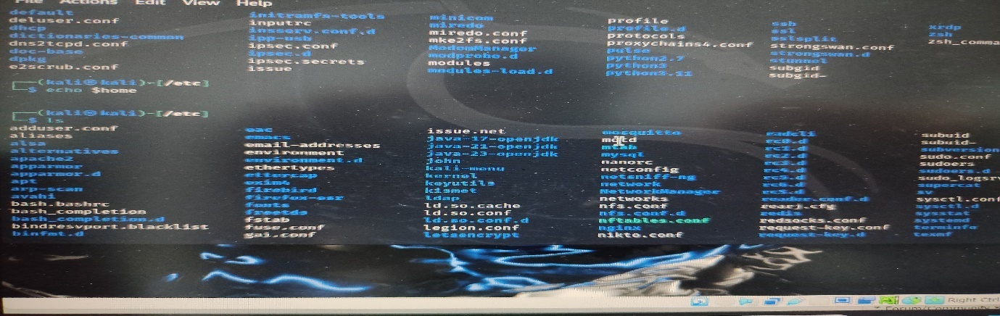 File Actions Edit View Help
default initramfs-tools minicom profile ssh xrdp
deluser.conf inputrc miredo profile.d ssl zsh
dhcp insserv.conf.d miredo.conf protocols sslsplit zsh_comma
dictionaries-common ipp-usb mke2fs.conf proxychains4.conf strongswan.conf
dns2tcpd.conf ipsec.conf ModemManager pulse strongswan.d
doc-base ipsec.d modprobe.d python2.7 stunnel
dpkg ipsec.secrets modules python3 subgid
e2scrub.conf issue modules-load.d python3.11 subgid-
(kali㉿kali)-[/etc]
$ echo $home
(kali㉿kali)-[/etc]
$ ls
adduser.conf eac issue.net mosquitto radcli subuid
aliases emacs java-17-openjdk motd rc0.d subuid-
alsa email-addresses java-21-openjdk mtab rc1.d subversion
alternatives environment java-23-openjdk mysql rc2.d sudo.conf
apache2 environment.d john nanorc rc3.d sudoers
apparmor ethertypes kali-menu netconfig rc4.d sudoers.d
apparmor.d ettercap kernel netsniff-ng rc5.d sudo_logsrv
apt exim4 keyutils network rc6.d supercat
arp-scan firebird kismet NetworkManager rcS.d sv
avahi firefox-esr ldap networks sysctl.conf
bash.bashrc fonts ld.so.cache nfs.conf rearj.cfg sysctl.d
bash_completion freetds ld.so.conf nfs.conf.d redis sysstat
bash_completion.d fstab ld.so.conf.d nftables.conf redsocks.conf systemd
bindresvport.blacklist fuse.conf legion.conf nginx request-key.conf terminfo
binfmt.d gai.conf letsencrypt nikto.conf request-key.d texmf
Right Ctrl